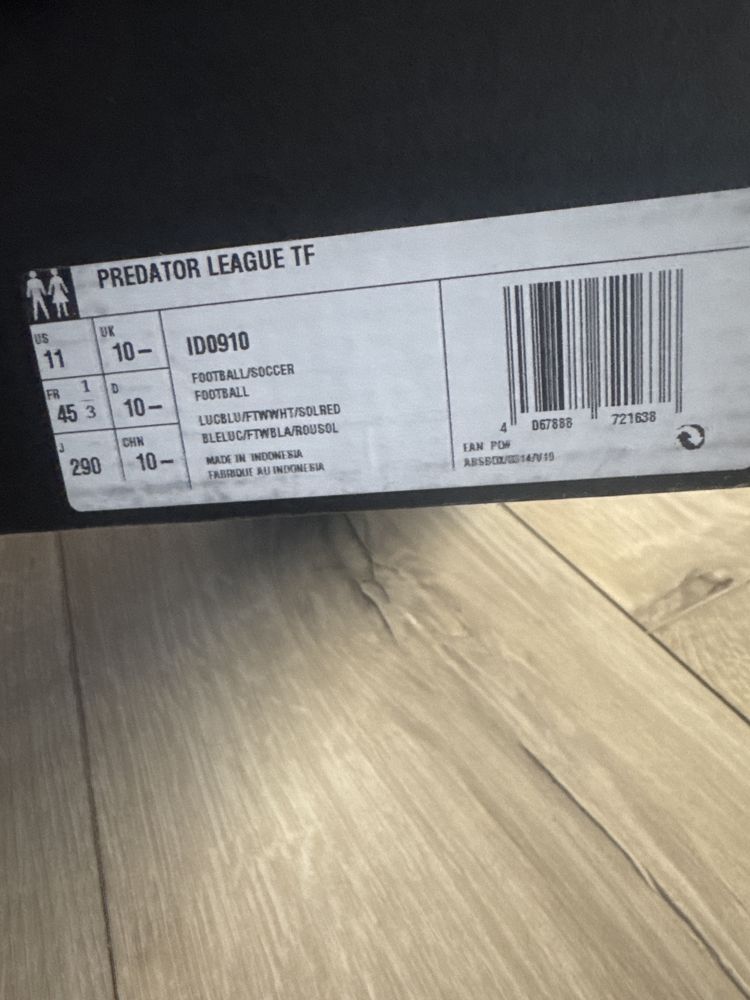 PREDATOR LEAGUE TF
US
11
UK
10-
FR
45 1/3
D
10-
J
290
CHN
10-
ID0910
FOOTBALL/SOCCER
FOOTBALL
LUCBLU/FTWWHT/SOLRED
BLELUC/FTWBLA/ROUSOL
MADE IN INDONESIA
FABRIQUE AU INDONESIA
4 067888 721638
EAN PO#